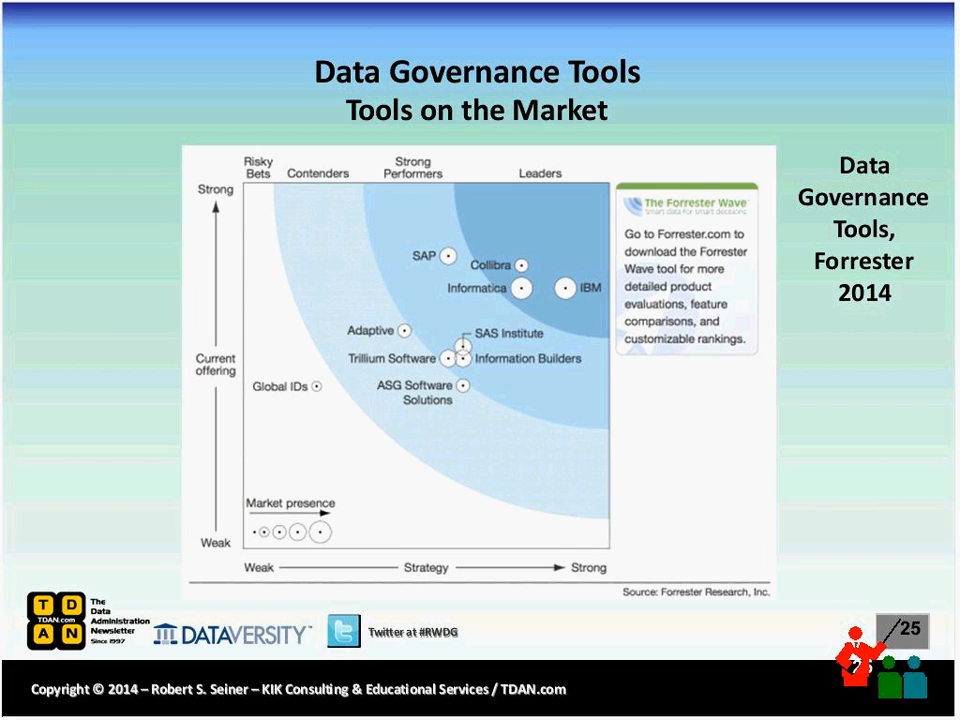 Data Governance Tools
Tools on the Market
Data
Governance
Tools,
Forrester
2014
Risky
Bets
Contenders
Strong
Performers
Leaders
Strong
The Forrester Wave™
Smart data for smart decisions
Go to Forrester.com to
download the Forrester
Wave tool for more
detailed product
evaluations, feature
comparisons, and
customizable rankings.
SAP
Collibra
Informatica
IBM
Adaptive
SAS Institute
Trillium Software
Information Builders
Current
offering
Global IDs
ASG Software
Solutions
Market presence
Weak
Weak
Strategy
Strong
Source: Forrester Research, Inc.
T D
TDAN.com
A N
The
Data
Administration
Newsletter
Since 1997
DATAVERSITY™
Twitter at #RWDG
/25
Copyright © 2014 – Robert S. Seiner – KIK Consulting & Educational Services / TDAN.com